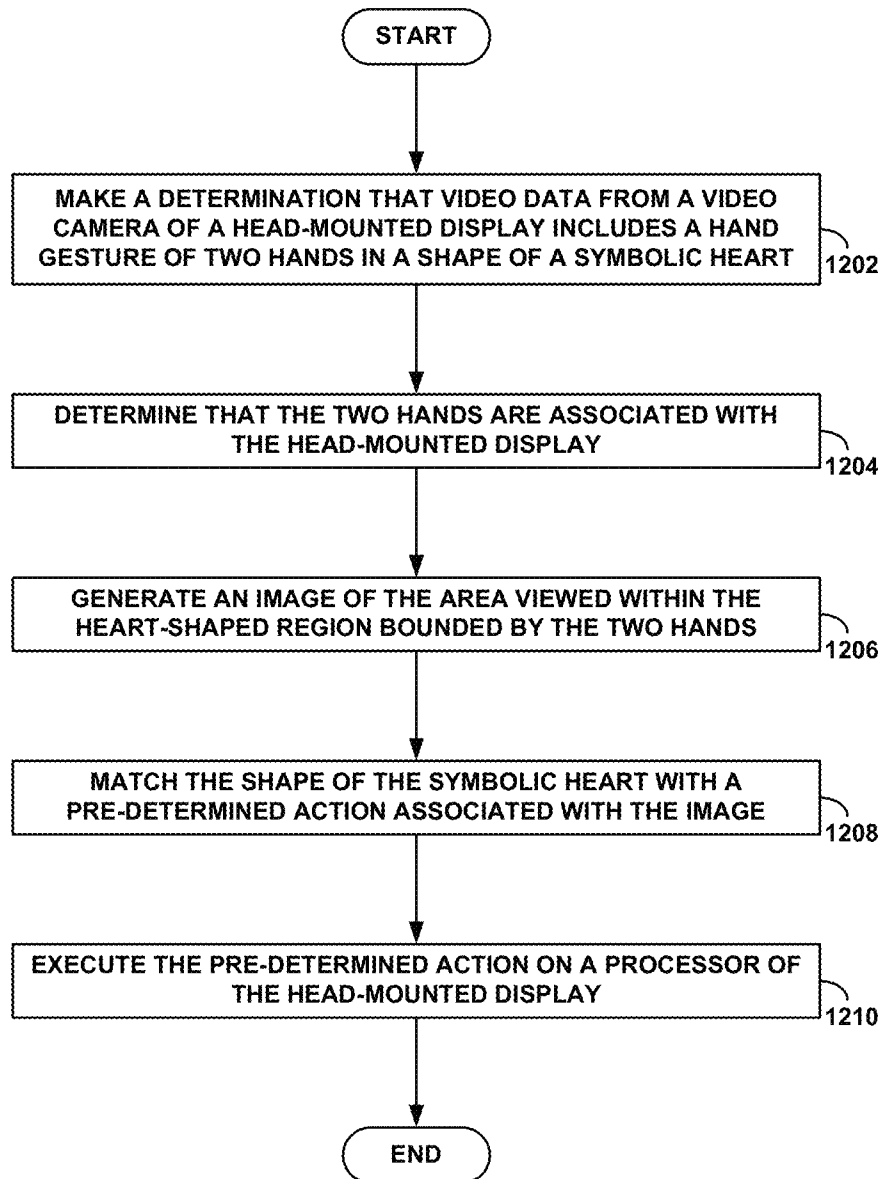 START
MAKE A DETERMINATION THAT VIDEO DATA FROM A VIDEO
CAMERA OF A HEAD-MOUNTED DISPLAY INCLUDES A HAND
GESTURE OF TWO HANDS IN A SHAPE OF A SYMBOLIC HEART
1202
DETERMINE THAT THE TWO HANDS ARE ASSOCIATED WITH
THE HEAD-MOUNTED DISPLAY
1204
GENERATE AN IMAGE OF THE AREA VIEWED WITHIN THE
HEART-SHAPED REGION BOUNDED BY THE TWO HANDS
1206
MATCH THE SHAPE OF THE SYMBOLIC HEART WITH A
PRE-DETERMINED ACTION ASSOCIATED WITH THE IMAGE
1208
EXECUTE THE PRE-DETERMINED ACTION ON A PROCESSOR OF
THE HEAD-MOUNTED DISPLAY
1210
END